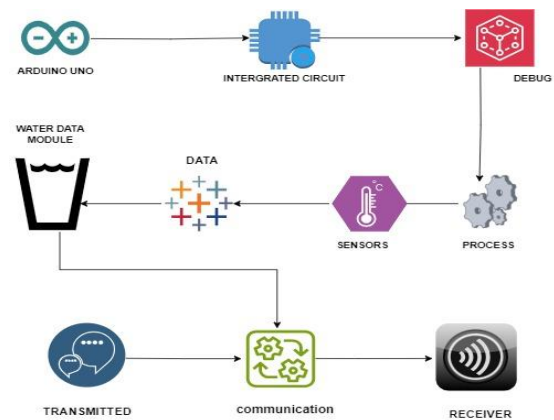 ARDUINO UNO
INTERGRATED CIRCUIT
DEBUG
WATER DATA
MODULE
DATA
°C
SENSORS
PROCESS
TRANSMITTED
communication
RECEIVER